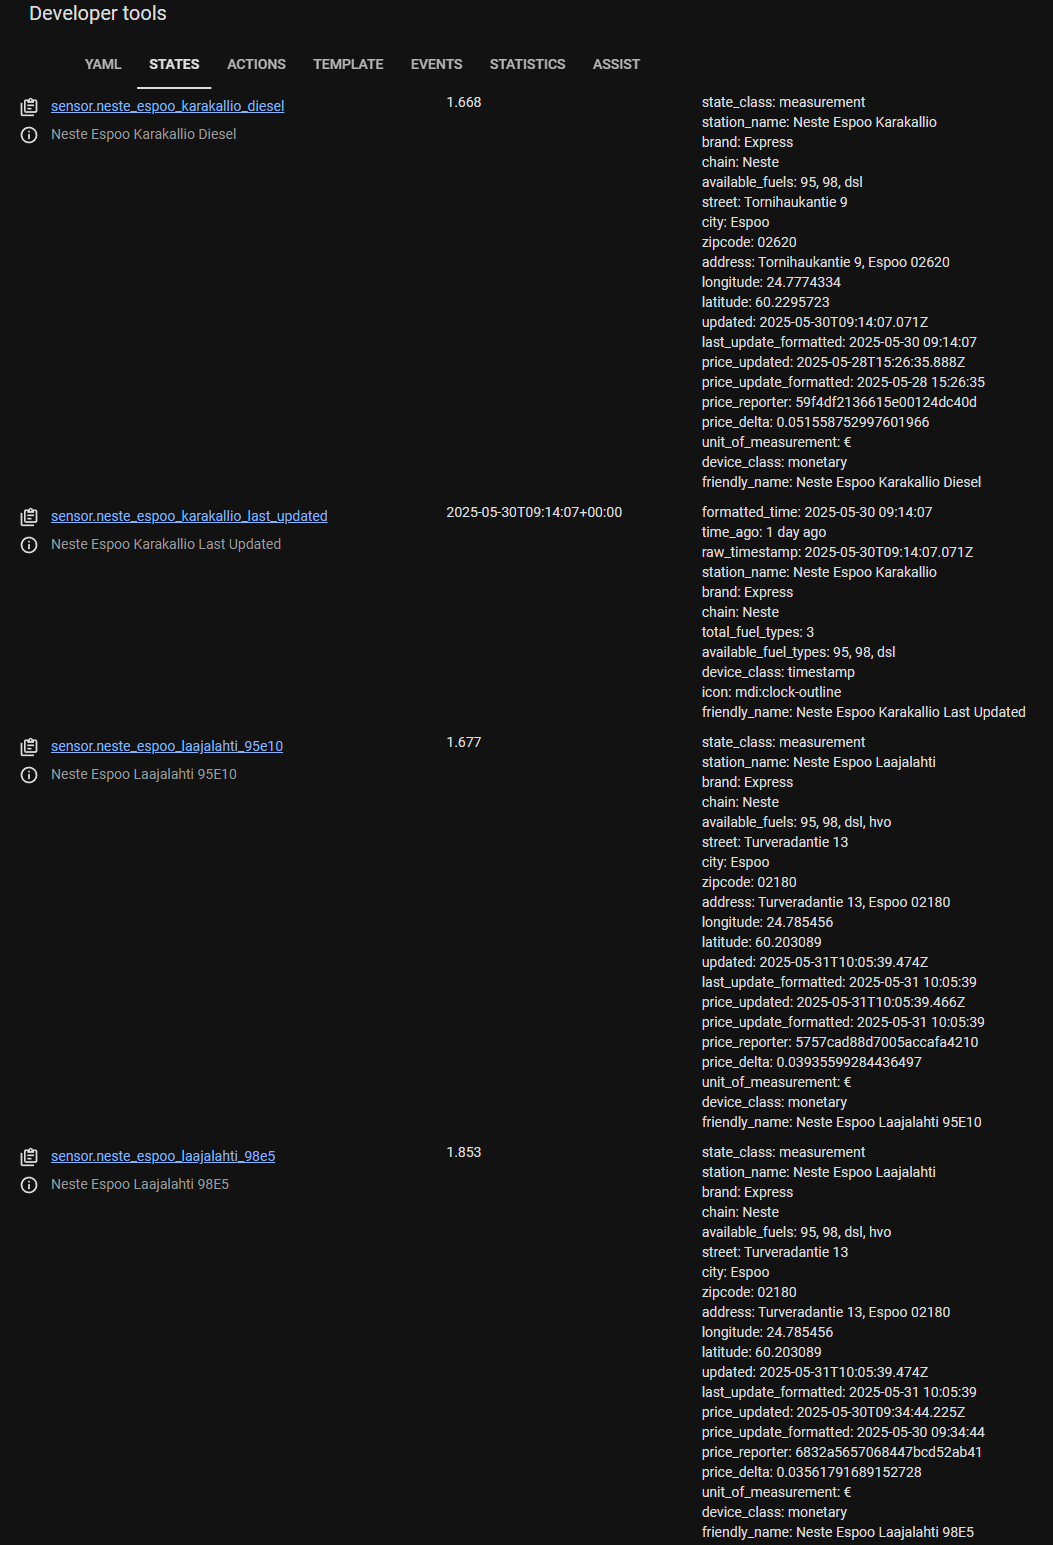 Developer tools
YAML STATES ACTIONS TEMPLATE EVENTS STATISTICS ASSIST
sensor.neste_espoo_karakallio_diesel
Neste Espoo Karakallio Diesel
1.668
state_class: measurement
station_name: Neste Espoo Karakallio
brand: Express
chain: Neste
available_fuels: 95, 98, dsl
street: Tornihaukantie 9
city: Espoo
zipcode: 02620
address: Tornihaukantie 9, Espoo 02620
longitude: 24.7774334
latitude: 60.2295723
updated: 2025-05-30T09:14:07.071Z
last_update_formatted: 2025-05-30 09:14:07
price_updated: 2025-05-28T15:26:35.888Z
price_update_formatted: 2025-05-28 15:26:35
price_reporter: 59f4df2136615e00124dc40d
price_delta: 0.051558752997601966
unit_of_measurement: €
device_class: monetary
friendly_name: Neste Espoo Karakallio Diesel
sensor.neste_espoo_karakallio_last_updated
Neste Espoo Karakallio Last Updated
2025-05-30T09:14:07+00:00
formatted_time: 2025-05-30 09:14:07
time_ago: 1 day ago
raw_timestamp: 2025-05-30T09:14:07.071Z
station_name: Neste Espoo Karakallio
brand: Express
chain: Neste
total_fuel_types: 3
available_fuel_types: 95, 98, dsl
device_class: timestamp
icon: mdi:clock-outline
friendly_name: Neste Espoo Karakallio Last Updated
sensor.neste_espoo_laajalahti_95e10
Neste Espoo Laajalahti 95E10
1.677
state_class: measurement
station_name: Neste Espoo Laajalahti
brand: Express
chain: Neste
available_fuels: 95, 98, dsl, hvo
street: Turveradantie 13
city: Espoo
zipcode: 02180
address: Turveradantie 13, Espoo 02180
longitude: 24.785456
latitude: 60.203089
updated: 2025-05-31T10:05:39.474Z
last_update_formatted: 2025-05-31 10:05:39
price_updated: 2025-05-31T10:05:39.466Z
price_update_formatted: 2025-05-31 10:05:39
price_reporter: 5757cad88d7005accafa4210
price_delta: 0.03935599284436497
unit_of_measurement: €
device_class: monetary
friendly_name: Neste Espoo Laajalahti 95E10
sensor.neste_espoo_laajalahti_98e5
Neste Espoo Laajalahti 98E5
1.853
state_class: measurement
station_name: Neste Espoo Laajalahti
brand: Express
chain: Neste
available_fuels: 95, 98, dsl, hvo
street: Turveradantie 13
city: Espoo
zipcode: 02180
address: Turveradantie 13, Espoo 02180
longitude: 24.785456
latitude: 60.203089
updated: 2025-05-31T10:05:39.474Z
last_update_formatted: 2025-05-31 10:05:39
price_updated: 2025-05-30T09:34:44.225Z
price_update_formatted: 2025-05-30 09:34:44
price_reporter: 6832a5657068447bcd52ab41
price_delta: 0.03561791689152728
unit_of_measurement: €
device_class: monetary
friendly_name: Neste Espoo Laajalahti 98E5